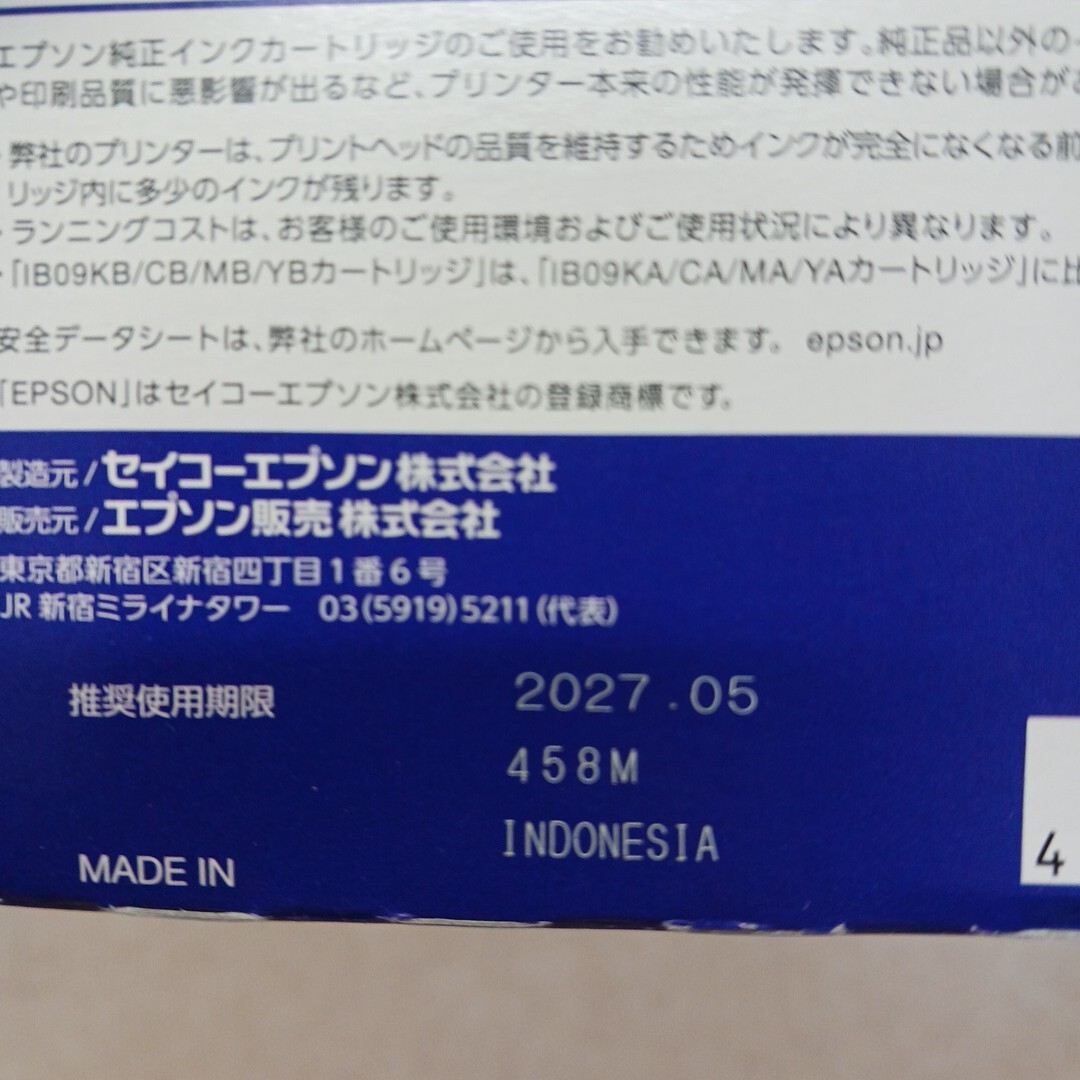 エプソン純正インクカートリッジのご使用をお勧めいたします。純正品以外の
や印刷品質に悪影響が出るなど、プリンター本来の性能が発揮できない場合が
・弊社のプリンターは、プリントヘッドの品質を維持するためインクが完全になくなる前
リッジ内に多少のインクが残ります。
・ランニングコストは、お客様のご使用環境およびご使用状況により異なります。
・「IB09KB/CB/MB/YBカートリッジ」は、「IB09KA/CA/MA/YAカートリッジ」に比
安全データシートは、弊社のホームページから入手できます。 epson.jp
「EPSON」はセイコーエプソン株式会社の登録商標です。
製造元/セイコーエプソン株式会社
販売元/エプソン販売株式会社
東京都新宿区新宿四丁目1番6号
JR新宿ミライナタワー 03(5919)5211(代表)
推奨使用期限 2027.05
458M
MADE IN INDONESIA
4